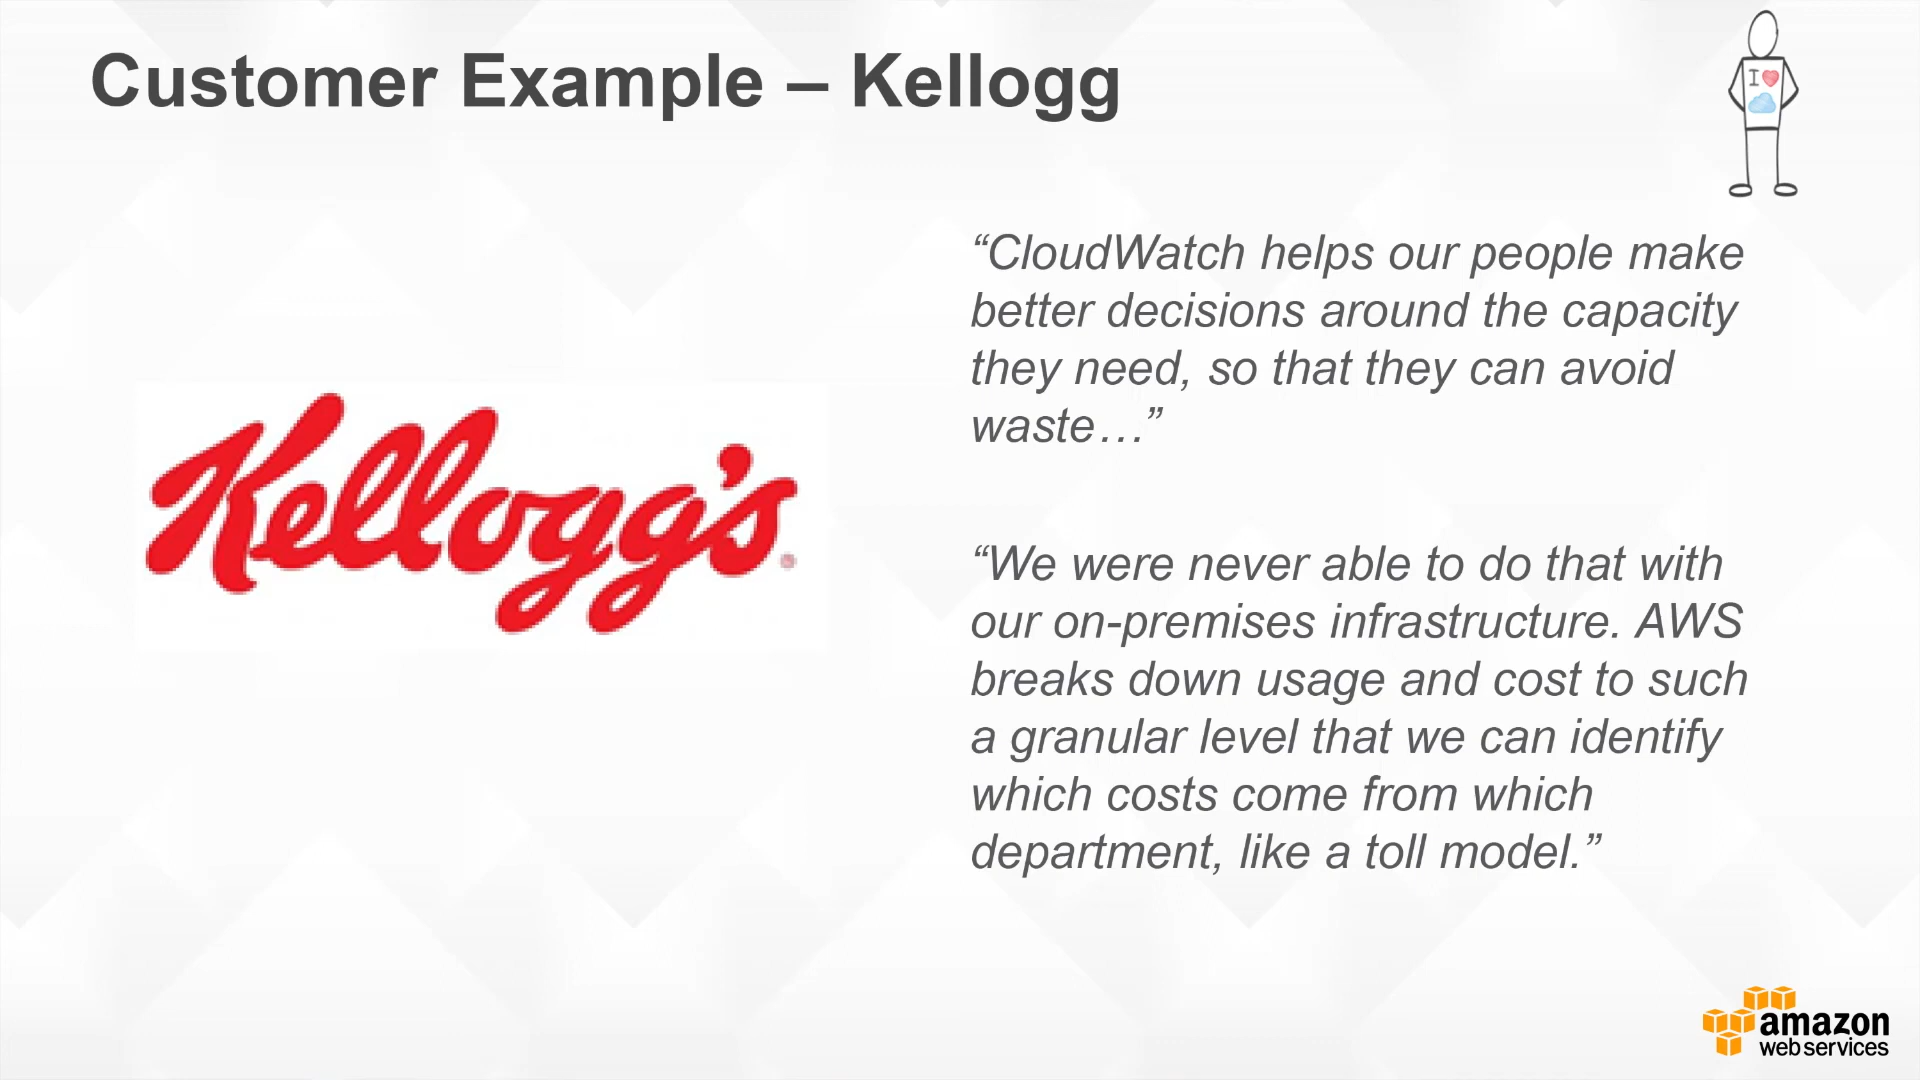 Customer Example – Kellogg
I
Kellogg's
“CloudWatch helps our people make
better decisions around the capacity
they need, so that they can avoid
waste…”
“We were never able to do that with
our on-premises infrastructure. AWS
breaks down usage and cost to such
a granular level that we can identify
which costs come from which
department, like a toll model.”
amazon
web services